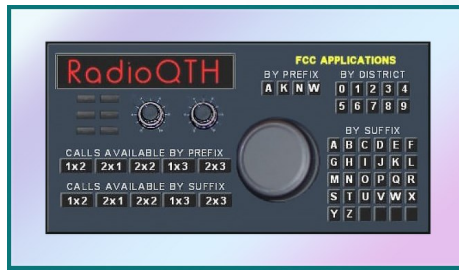 RadioQTH
FCC APPLICATIONS
BY PREFIX
A K N W
BY DISTRICT
0 1 2 3 4
5 6 7 8 9
CALLS AVAILABLE BY PREFIX
1x2 2x1 2x2 1x3 2x3
CALLS AVAILABLE BY SUFFIX
1x2 2x1 2x2 1x3 2x3
BY SUFFIX
A B C D E F
G H I J K L
M N O P Q R
S T U V W X
Y Z